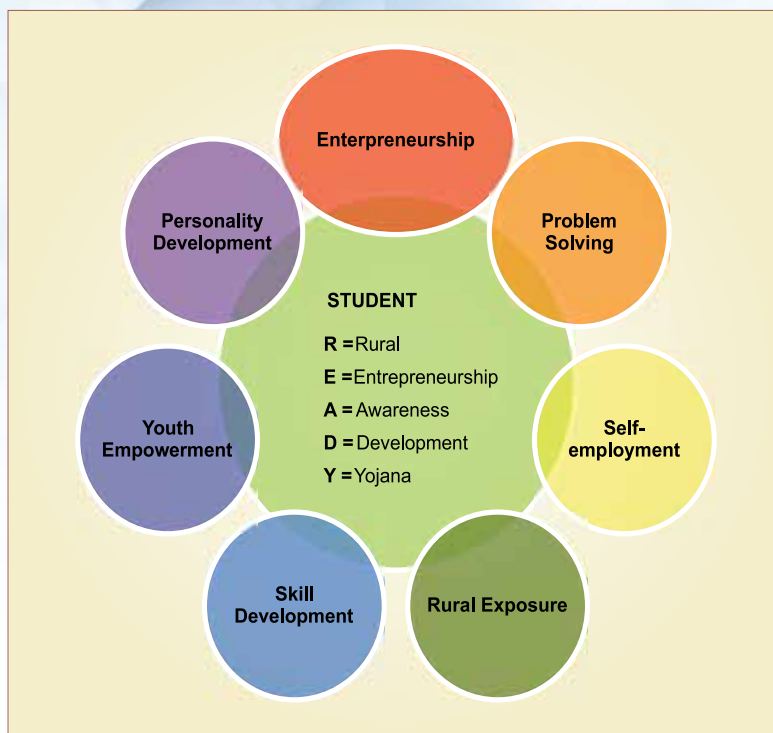 Enterpreneurship
Problem
Solving
Self-
employment
Rural Exposure
Skill
Development
Youth
Empowerment
Personality
Development
STUDENT
R =Rural
E =Entrepreneurship
A =Awareness
D =Development
Y =Yojana